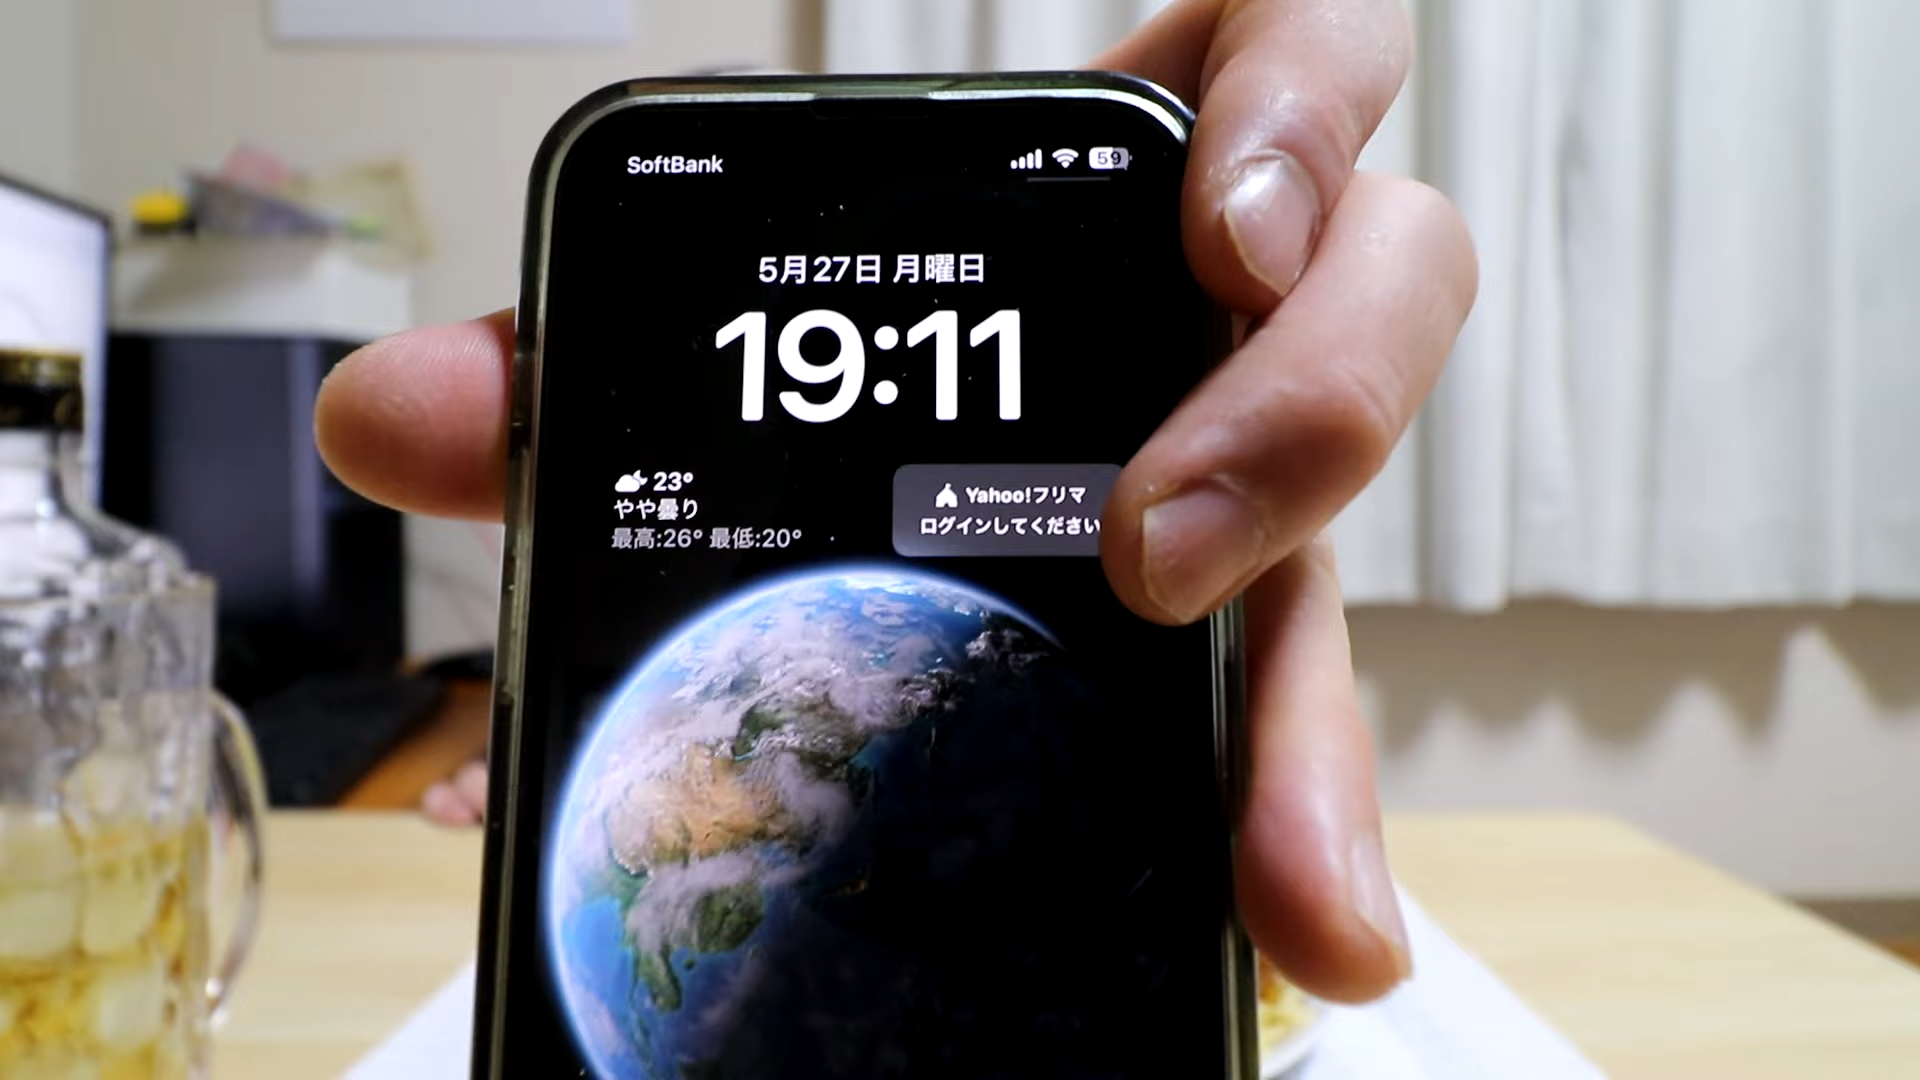 SoftBank
59
5月27日 月曜日
19:11
23°
やや曇り
最高:26° 最低:20°
Yahoo!フリマ
ログインしてください